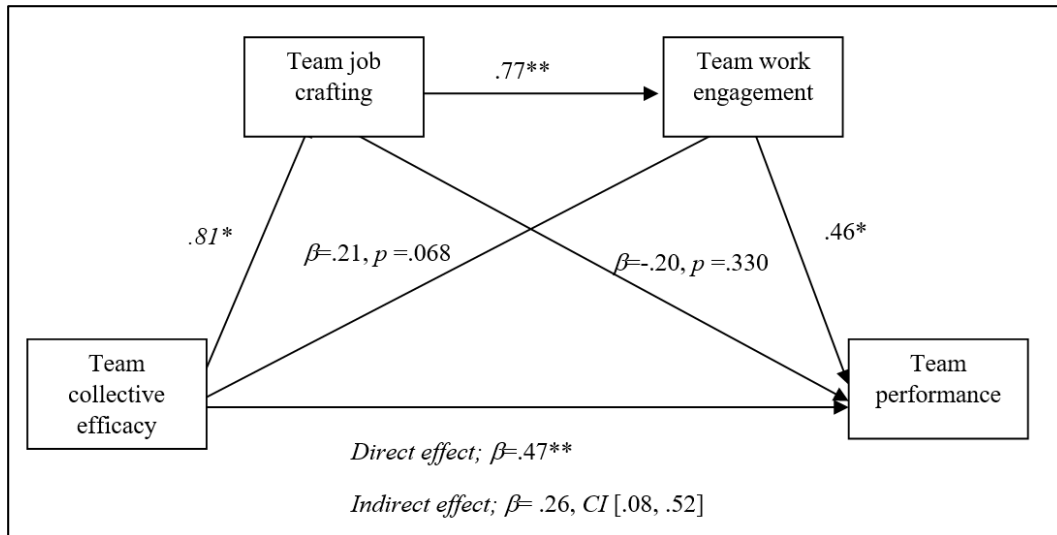 Team job
crafting
.77**
Team work
engagement
.81*
β=.21, p =.068
β=-.20, p =.330
.46*
Team
collective
efficacy
Team
performance
Direct effect; β=.47**
Indirect effect; β= .26, CI [.08, .52]